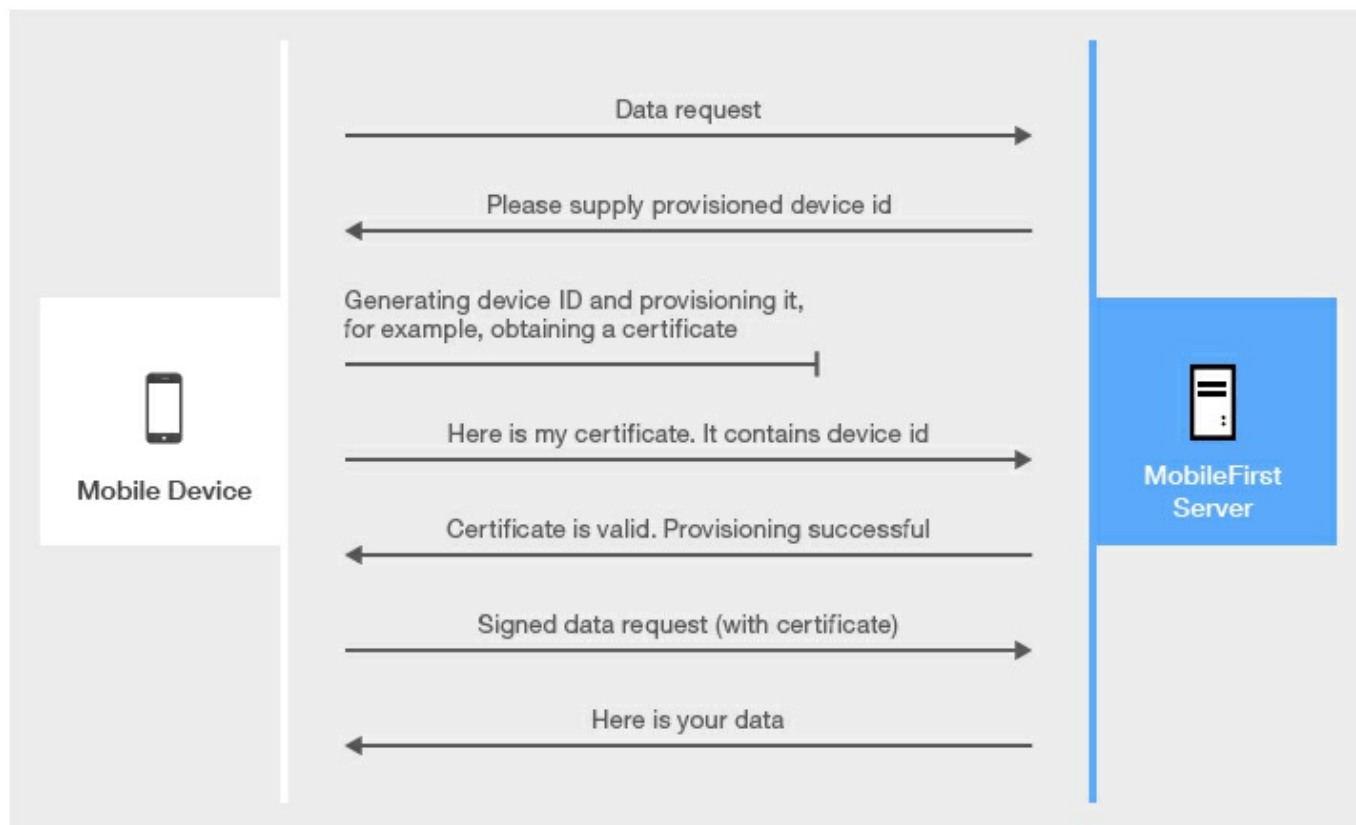 Data request
Please supply provisioned device id
Generating device ID and provisioning it,
for example, obtaining a certificate
Here is my certificate. It contains device id
Mobile Device
MobileFirst
Server
Certificate is valid. Provisioning successful
Signed data request (with certificate)
Here is your data